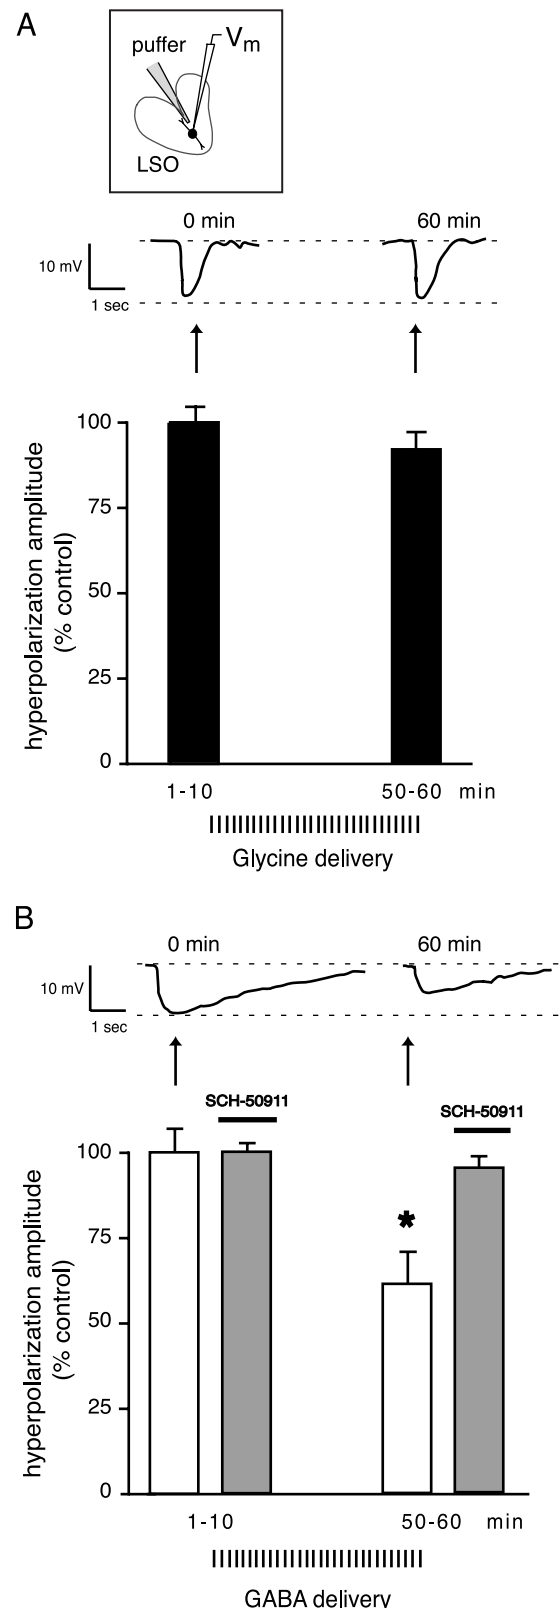 A
puffer
Vm
LSO
0 min
60 min
10 mV
1 sec
hyperpolarization amplitude
(% control)
100
75
50
25
0
1-10
50-60 min
Glycine delivery
B
0 min
60 min
10 mV
1 sec
SCH-50911
SCH-50911
hyperpolarization amplitude
(% control)
100
75
50
25
0
*
1-10
50-60 min
GABA delivery